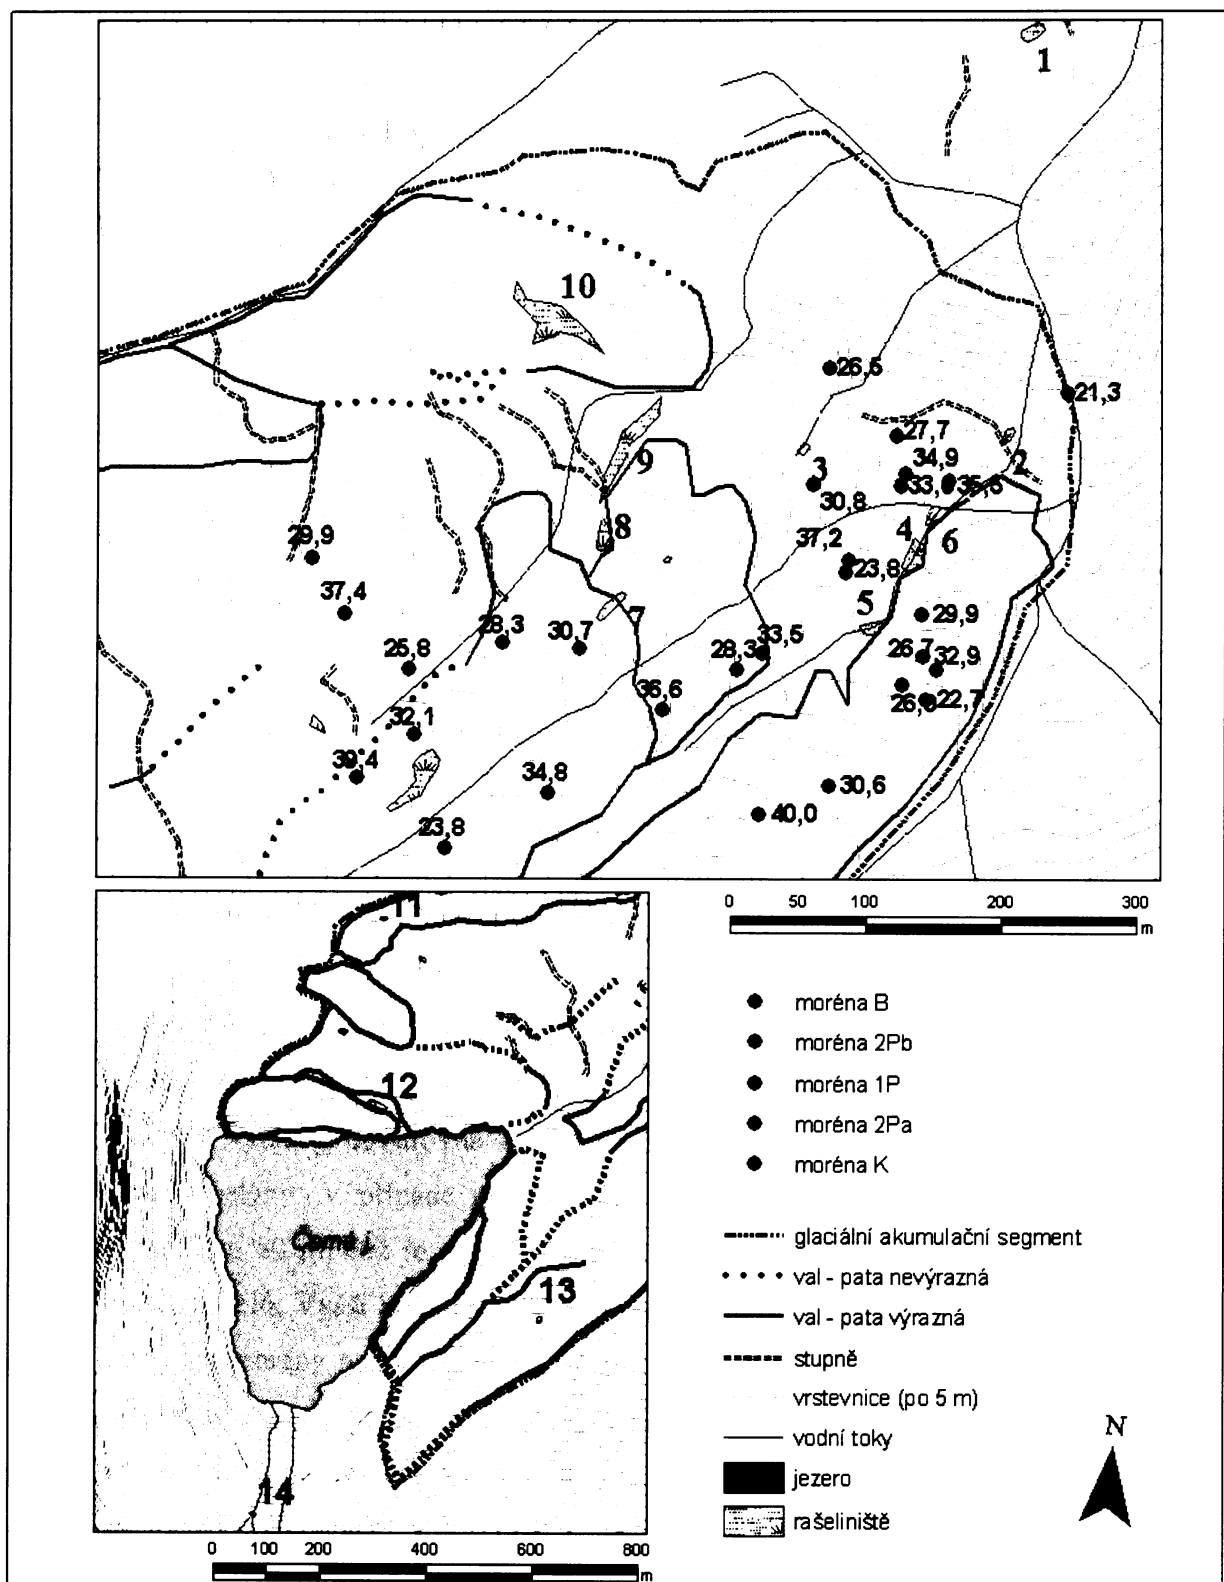 1
10
26,5
21,3
27,7
9
34,9
2
3
33,
35,5
30,8
8
4
6
29,9
37,2
23,8
37,4
5
7
29,9
28,3
30,7
33,5
25,8
28,3
26,7
32,9
36,6
22,7
32,1
39,4
34,8
30,6
40,0
23,8
0 50 100 200 300
m
11
12
Černé j.
13
14
0 100 200 400 600 800
m
moréna B
moréna 2Pb
moréna 1P
moréna 2Pa
moréna K
glaciální akumulační segment
val - pata nevýrazná
val - pata výrazná
stupně
vrstevnice (po 5 m)
vodní toky
jezero
rašeliniště
N